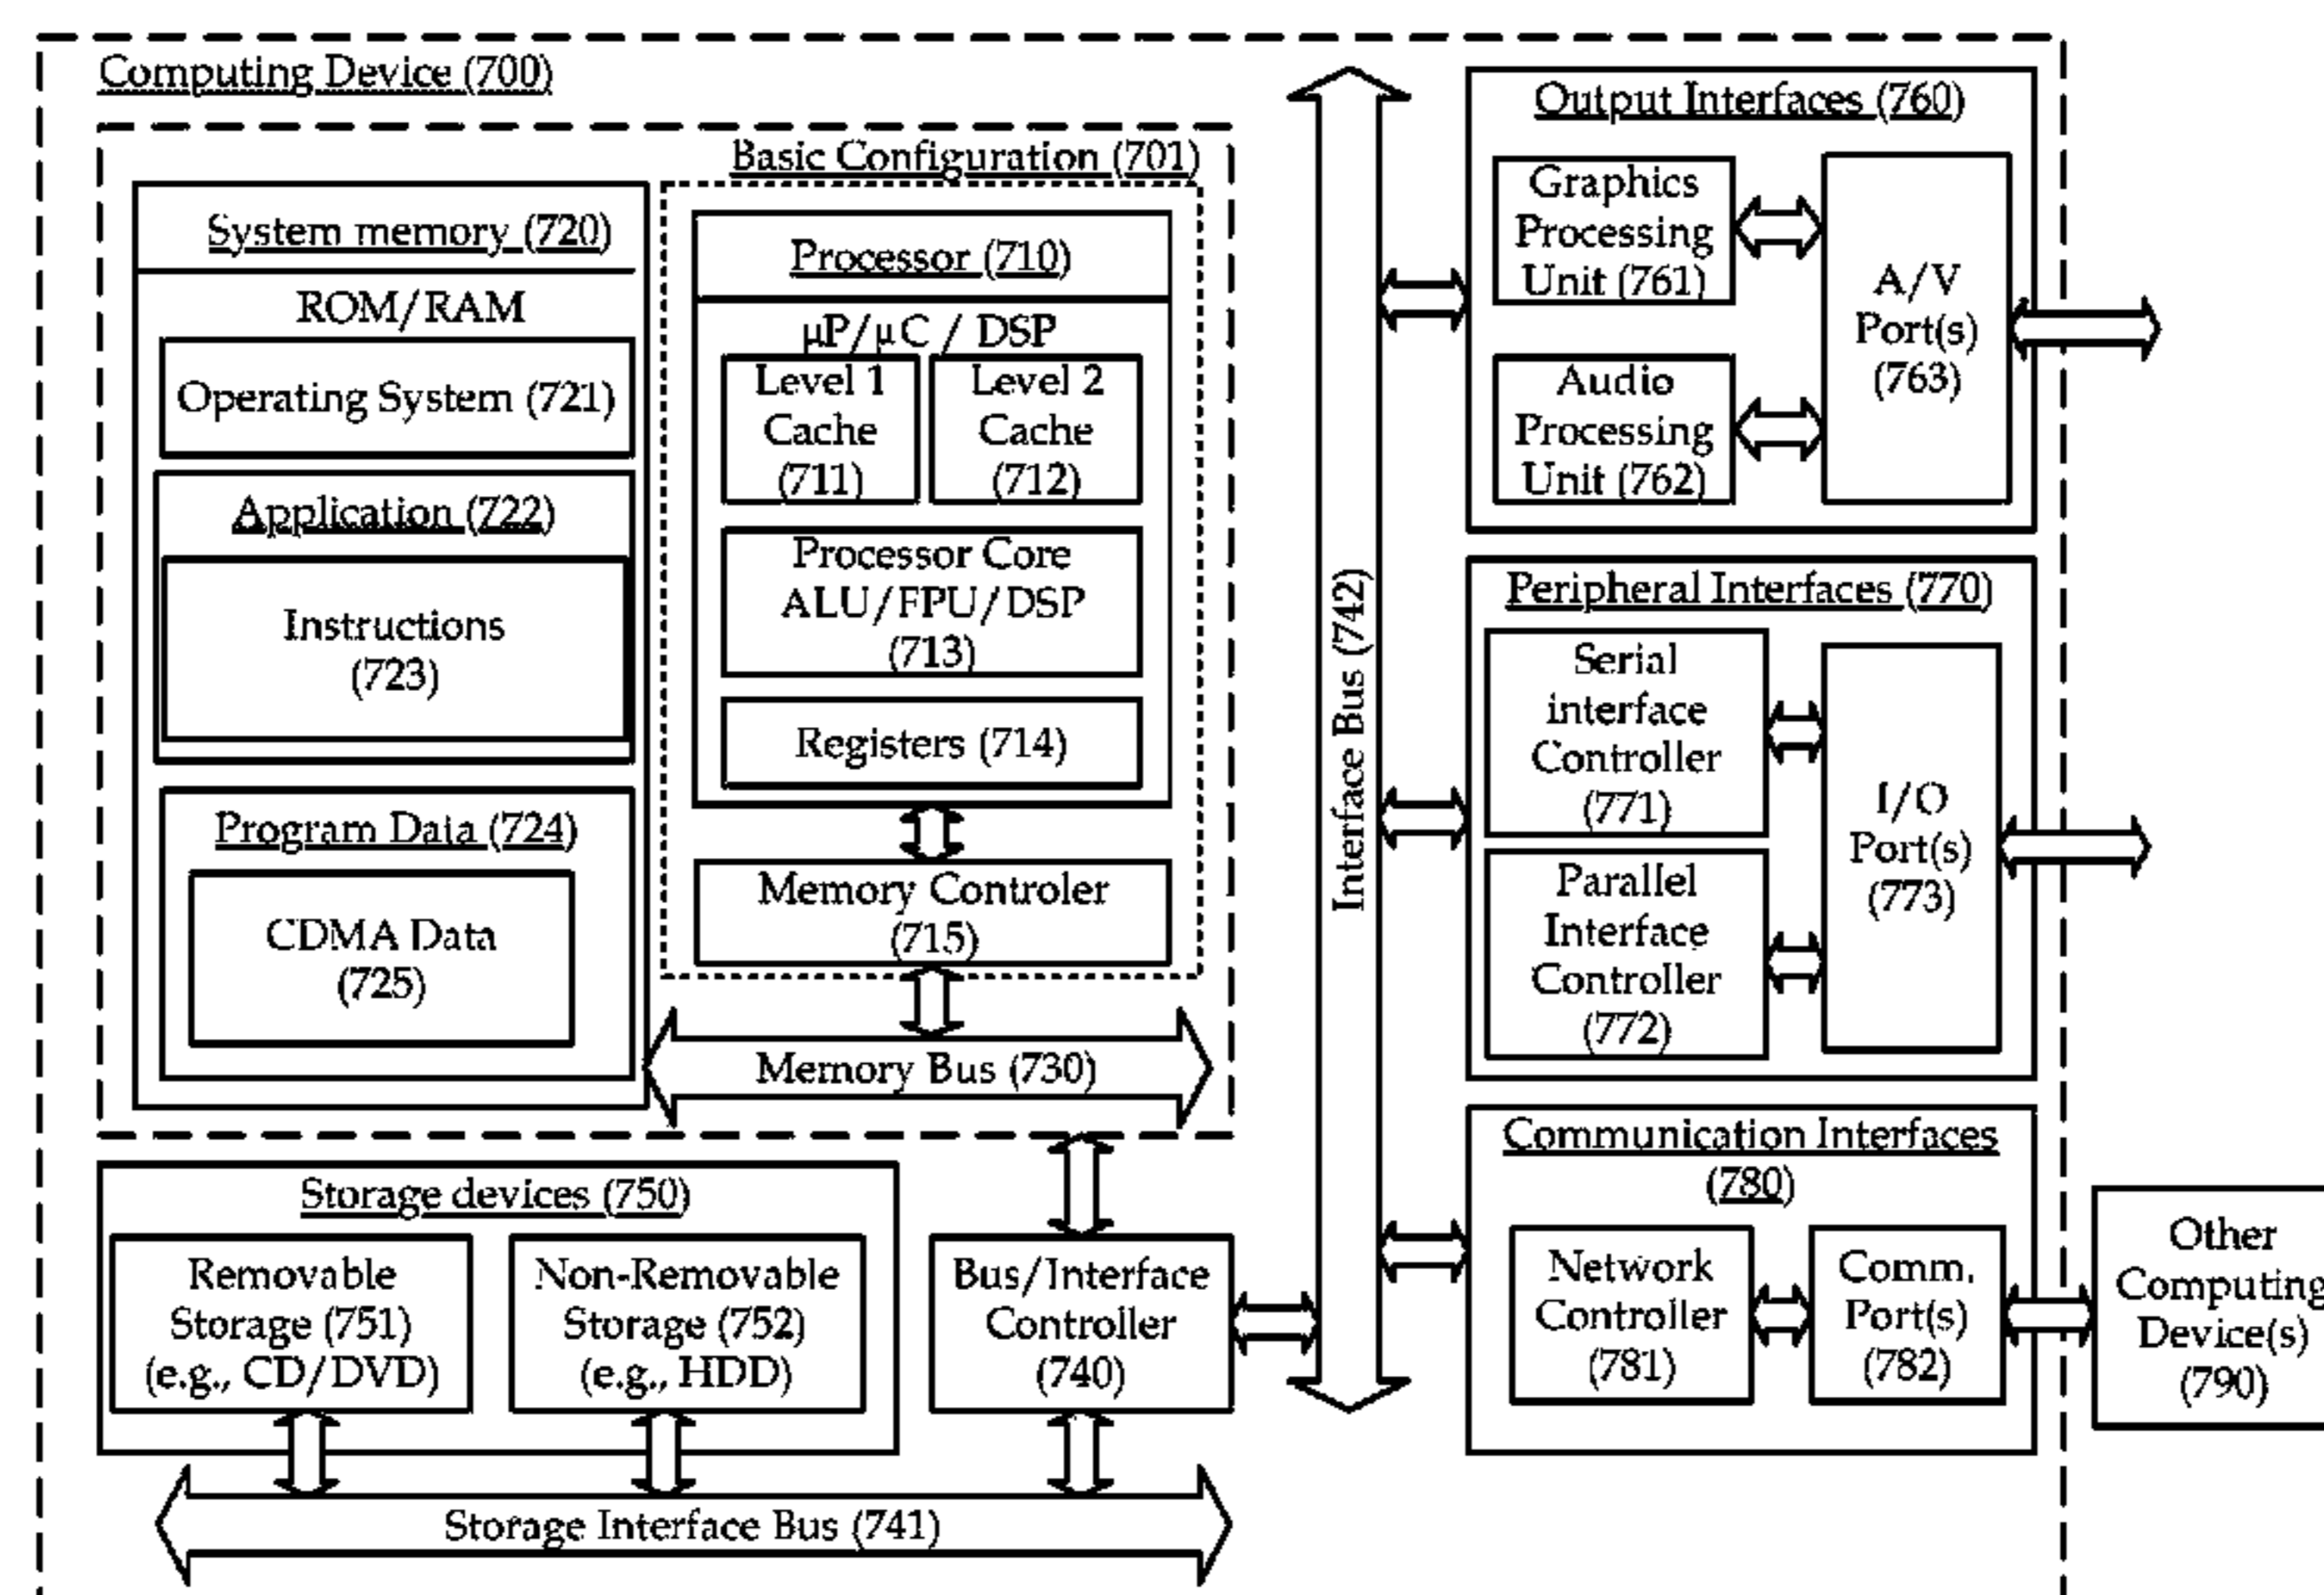 Computing Device (700)
Basic Configuration (701)
System memory (720)
ROM/RAM
Operating System (721)
Application (722)
Instructions
(723)
Program Data (724)
CDMA Data
(725)
Processor (710)
µP/µC / DSP
Level 1
Cache
(711)
Level 2
Cache
(712)
Processor Core
ALU/FPU/DSP
(713)
Registers (714)
Memory Controler
(715)
Memory Bus (730)
Storage devices (750)
Removable
Storage (751)
(e.g., CD/DVD)
Non-Removable
Storage (752)
(e.g., HDD)
Bus/Interface
Controller
(740)
Storage Interface Bus (741)
Interface Bus (742)
Output Interfaces (760)
Graphics
Processing
Unit (761)
Audio
Processing
Unit (762)
A/V
Port(s)
(763)
Peripheral Interfaces (770)
Serial
interface
Controller
(771)
Parallel
Interface
Controller
(772)
I/O
Port(s)
(773)
Communication Interfaces
(780)
Network
Controller
(781)
Comm.
Port(s)
(782)
Other
Computing
Device(s)
(790)